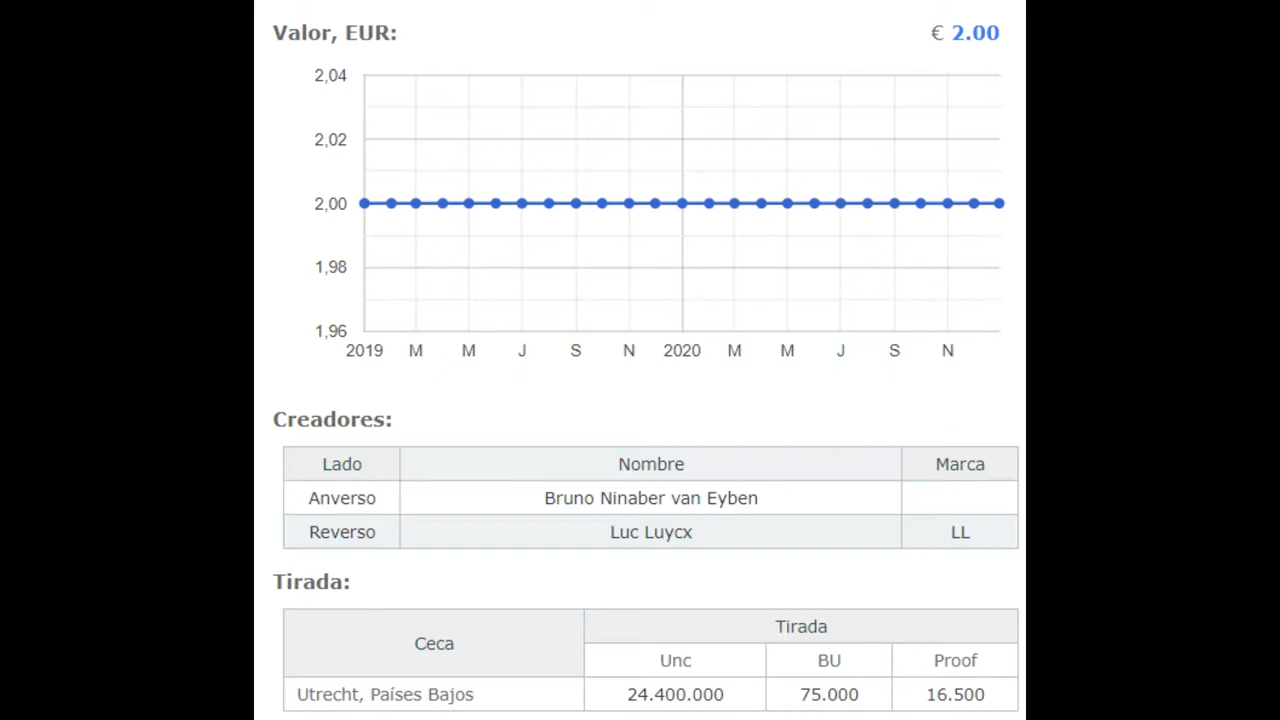 Valor, EUR: € 2.00
2,04
2,02
2,00
1,98
1,96
2019 M M J S N 2020 M M J S N
Creadores:
Lado Nombre Marca
Anverso Bruno Ninaber van Eyben
Reverso Luc Luycx LL
Tirada:
Ceca Tirada
Unc BU Proof
Utrecht, Países Bajos 24.400.000 75.000 16.500